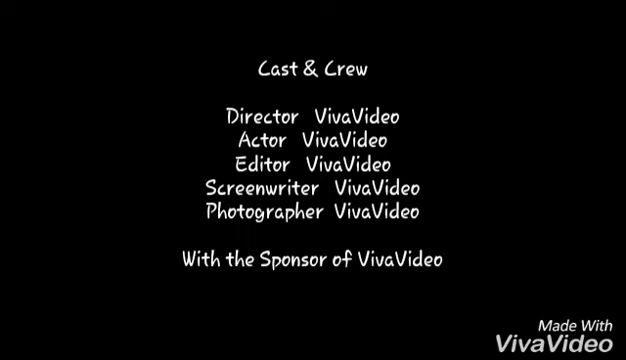 Cast & Crew
Director VivaVideo
Actor VivaVideo
Editor VivaVideo
Screenwriter VivaVideo
Photographer VivaVideo
With the Sponsor of VivaVideo
Made With
VivaVideo